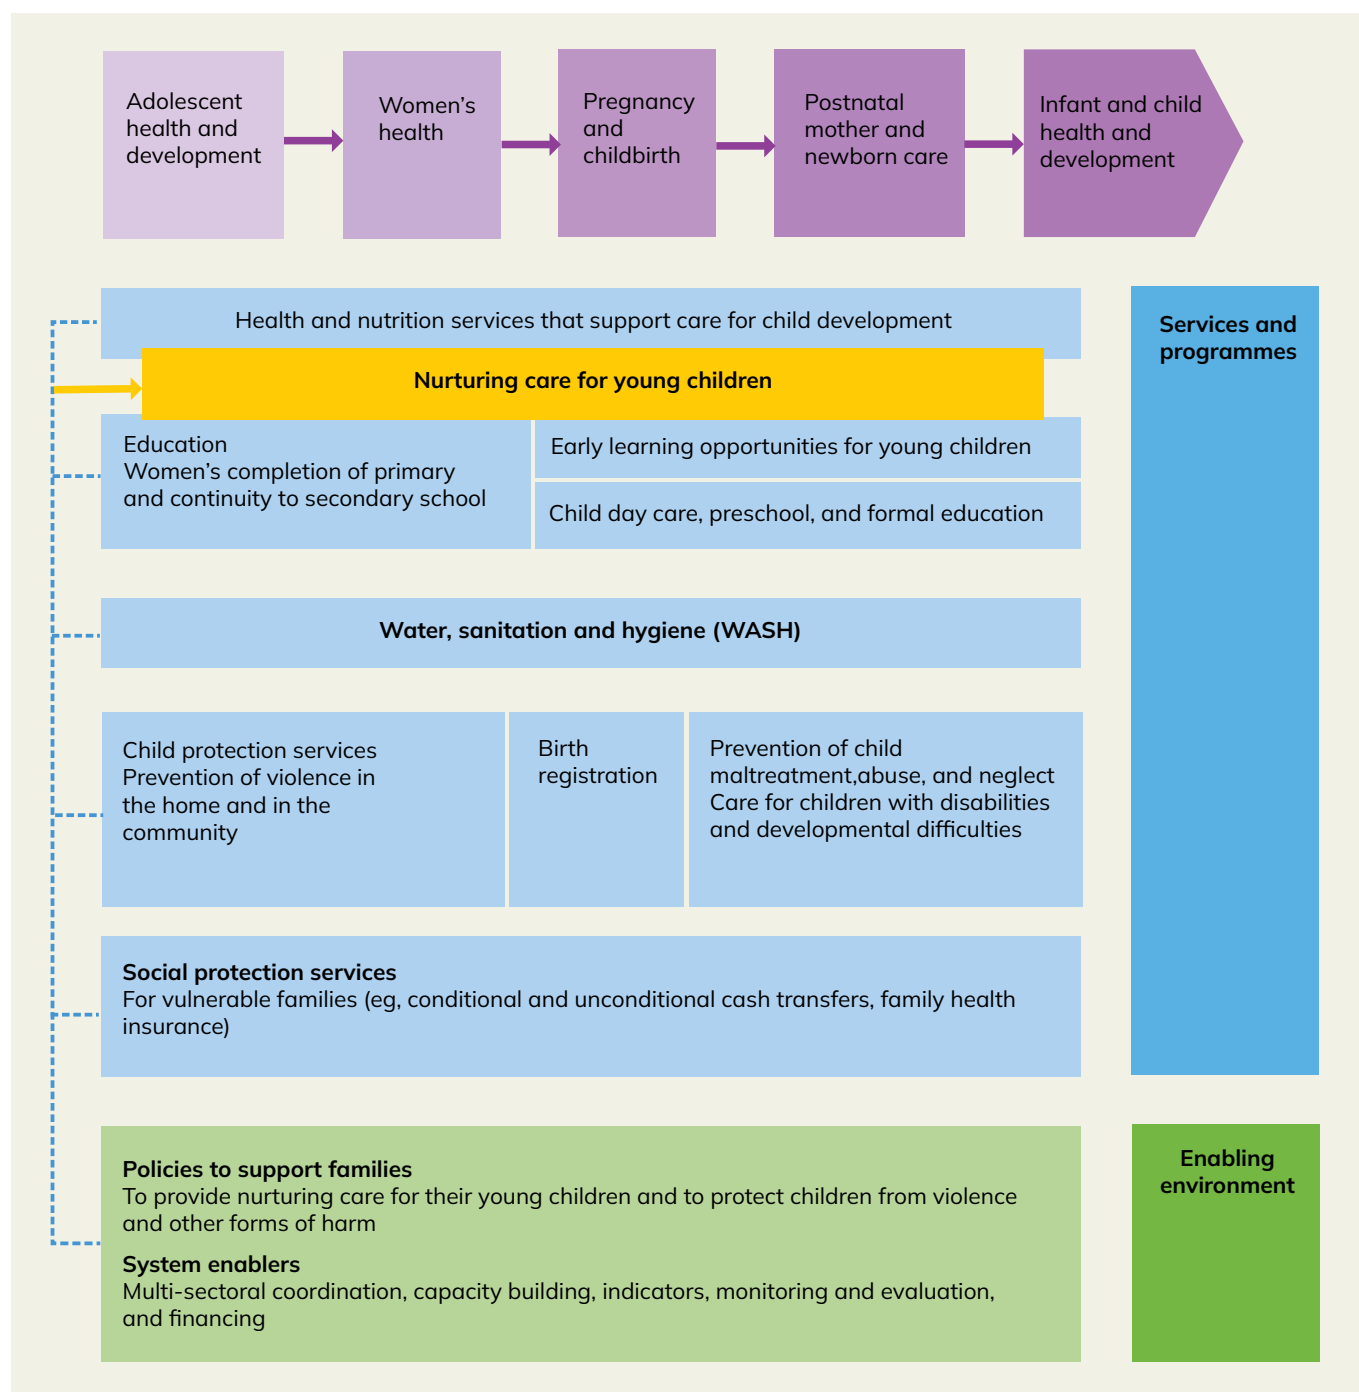 Adolescent
health and
development
Women’s
health
Pregnancy
and
childbirth
Postnatal
mother and
newborn care
Infant and child
health and
development
Health and nutrition services that support care for child development
Services and
programmes
Nurturing care for young children
Education
Women’s completion of primary
and continuity to secondary school
Early learning opportunities for young children
Child day care, preschool, and formal education
Water, sanitation and hygiene (WASH)
Child protection services
Prevention of violence in
the home and in the
community
Birth
registration
Prevention of child
maltreatment,abuse, and neglect
Care for children with disabilities
and developmental difficulties
Social protection services
For vulnerable families (eg, conditional and unconditional cash transfers, family health
insurance)
Policies to support families
To provide nurturing care for their young children and to protect children from violence
and other forms of harm
System enablers
Multi-sectoral coordination, capacity building, indicators, monitoring and evaluation,
and financing
Enabling
environment